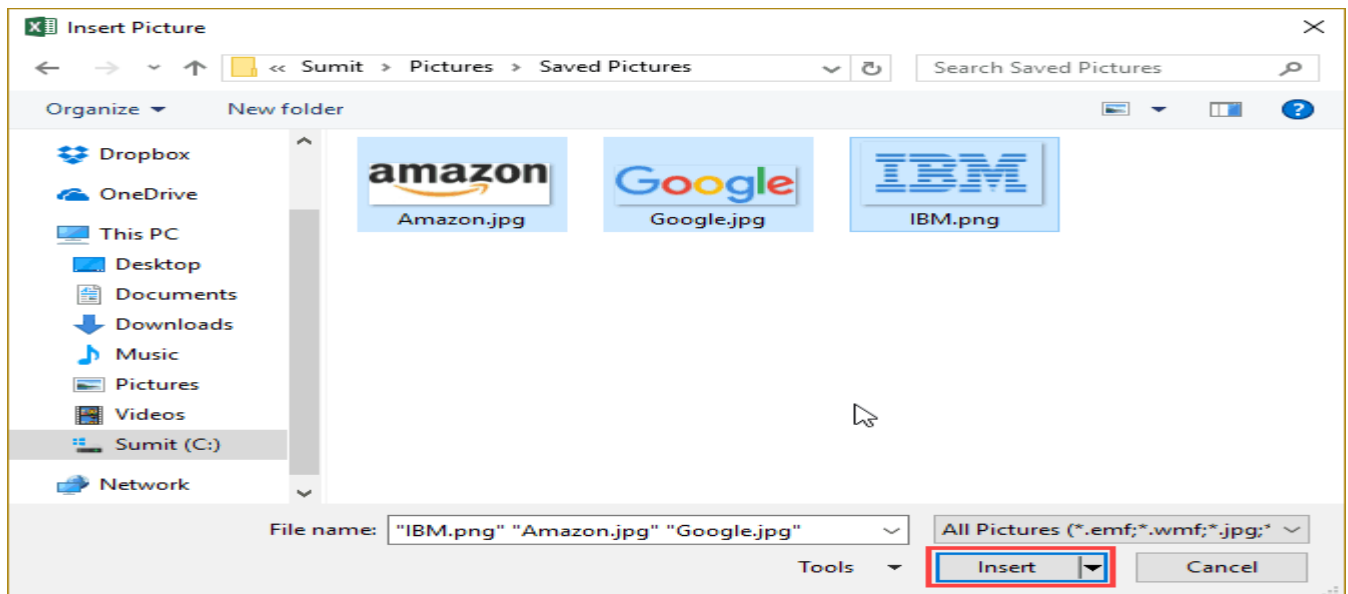 Insert Picture
« Sumit > Pictures > Saved Pictures
Search Saved Pictures
Organize
New folder
Dropbox
OneDrive
This PC
Desktop
Documents
Downloads
Music
Pictures
Videos
Sumit (C:)
Network
amazon
Google
IBM
Amazon.jpg
Google.jpg
IBM.png
File name: "IBM.png" "Amazon.jpg" "Google.jpg"
All Pictures (*.emf;*.wmf;*.jpg;*
Tools
Insert
Cancel